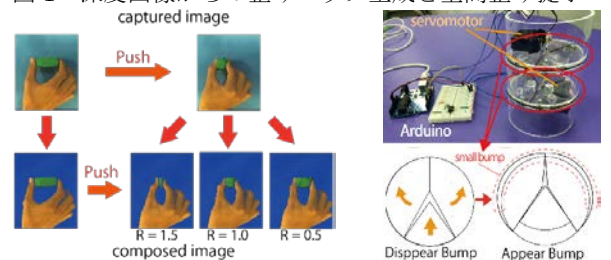 captured image
Push
Push
R = 1.5
R = 1.0
R = 0.5
composed image
servomotor
Arduino
small bump
Disppear Bump
Appear Bump